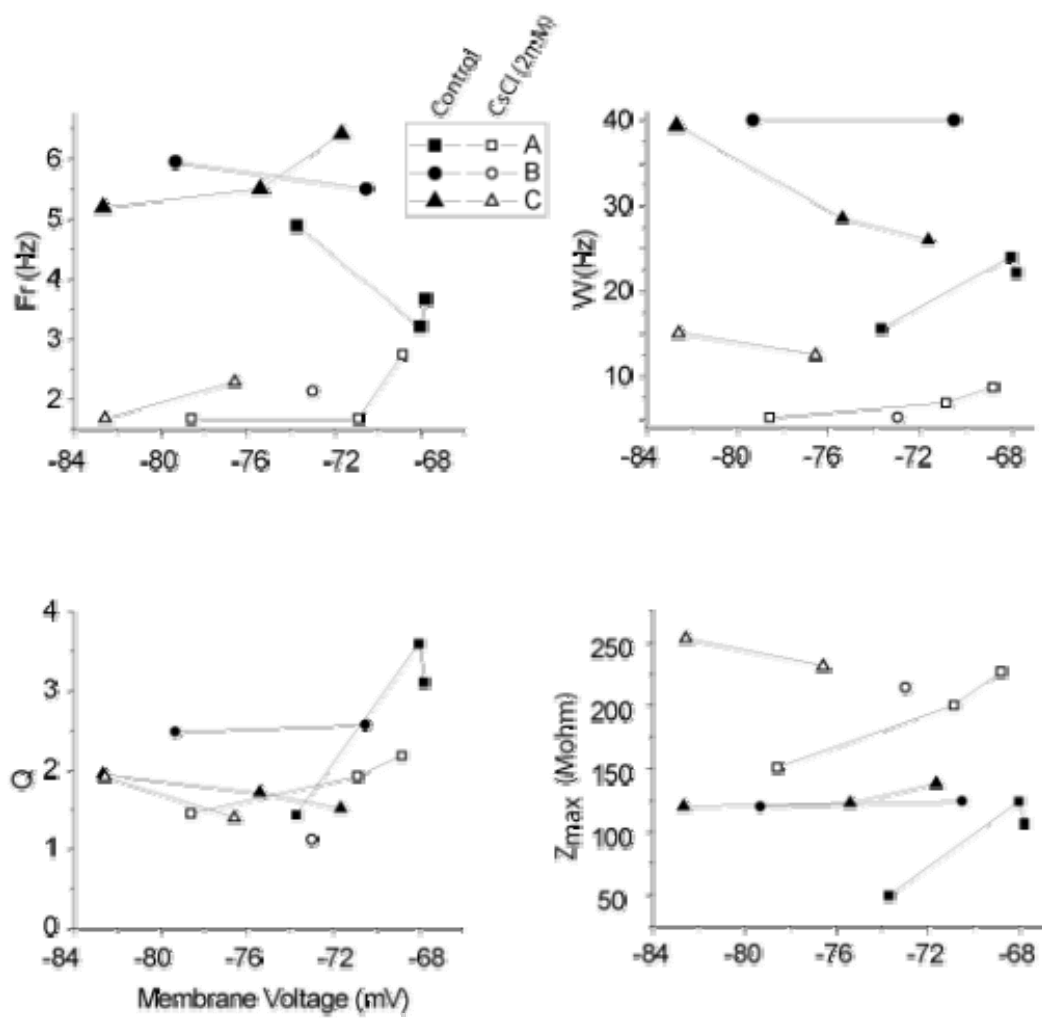 Control CsCl (2mM)
A
B
C
Fr (Hz)
6
5
4
3
2
-84 -80 -76 -72 -68
W (Hz)
40
30
20
10
-84 -80 -76 -72 -68
Q
4
3
2
1
0
-84 -80 -76 -72 -68
Membrane Voltage (mV)
Zmax (Mohm)
250
200
150
100
50
-84 -80 -76 -72 -68